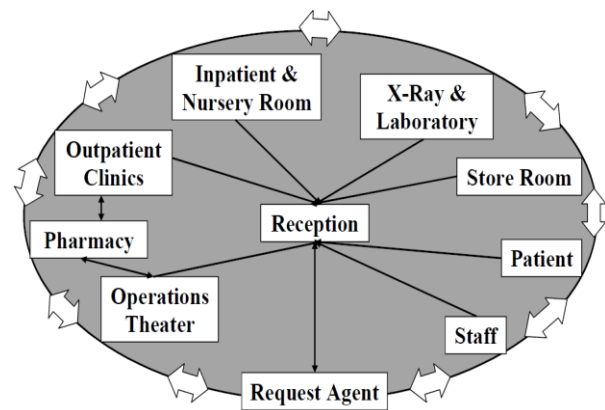 Inpatient &
Nursery Room
X-Ray &
Laboratory
Outpatient
Clinics
Store Room
Reception
Pharmacy
Patient
Operations
Theater
Staff
Request Agent